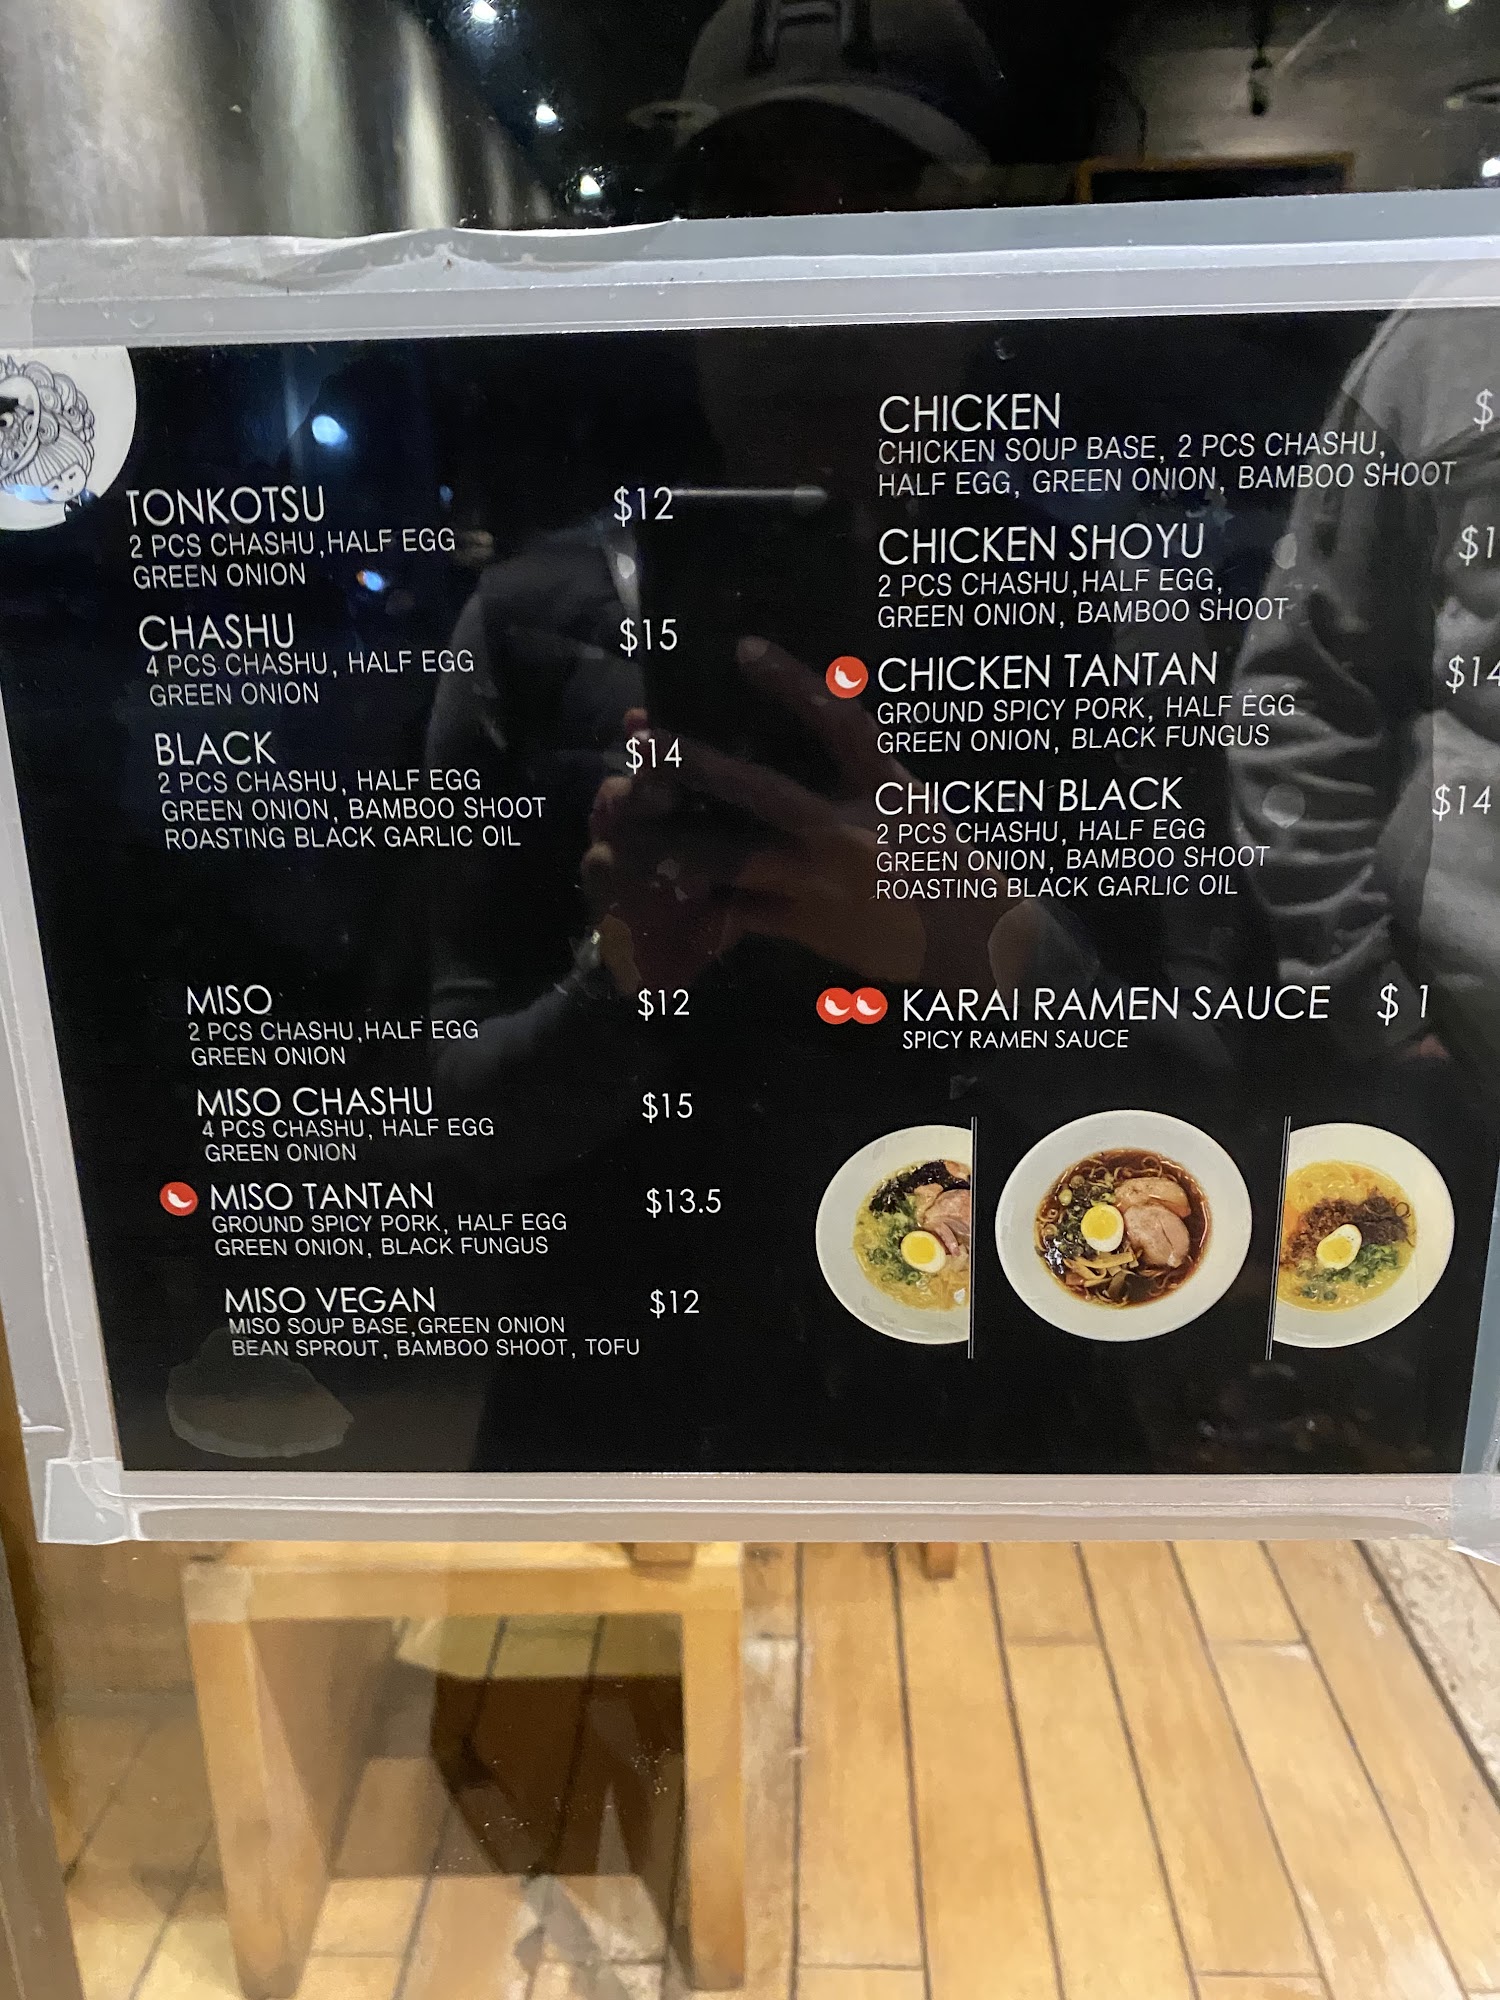 TONKOTSU $12
2 PCS CHASHU, HALF EGG
GREEN ONION
CHASHU $15
4 PCS CHASHU, HALF EGG
GREEN ONION
BLACK $14
2 PCS CHASHU, HALF EGG
GREEN ONION, BAMBOO SHOOT
ROASTING BLACK GARLIC OIL
MISO $12
2 PCS CHASHU, HALF EGG
GREEN ONION
MISO CHASHU $15
4 PCS CHASHU, HALF EGG
GREEN ONION
MISO TANTAN $13.5
GROUND SPICY PORK, HALF EGG
GREEN ONION, BLACK FUNGUS
MISO VEGAN $12
MISO SOUP BASE, GREEN ONION
BEAN SPROUT, BAMBOO SHOOT, TOFU
CHICKEN $
CHICKEN SOUP BASE, 2 PCS CHASHU,
HALF EGG, GREEN ONION, BAMBOO SHOOT
CHICKEN SHOYU $1
2 PCS CHASHU, HALF EGG,
GREEN ONION, BAMBOO SHOOT
CHICKEN TANTAN $14
GROUND SPICY PORK, HALF EGG
GREEN ONION, BLACK FUNGUS
CHICKEN BLACK $14
2 PCS CHASHU, HALF EGG
GREEN ONION, BAMBOO SHOOT
ROASTING BLACK GARLIC OIL
KARAI RAMEN SAUCE $ 1
SPICY RAMEN SAUCE